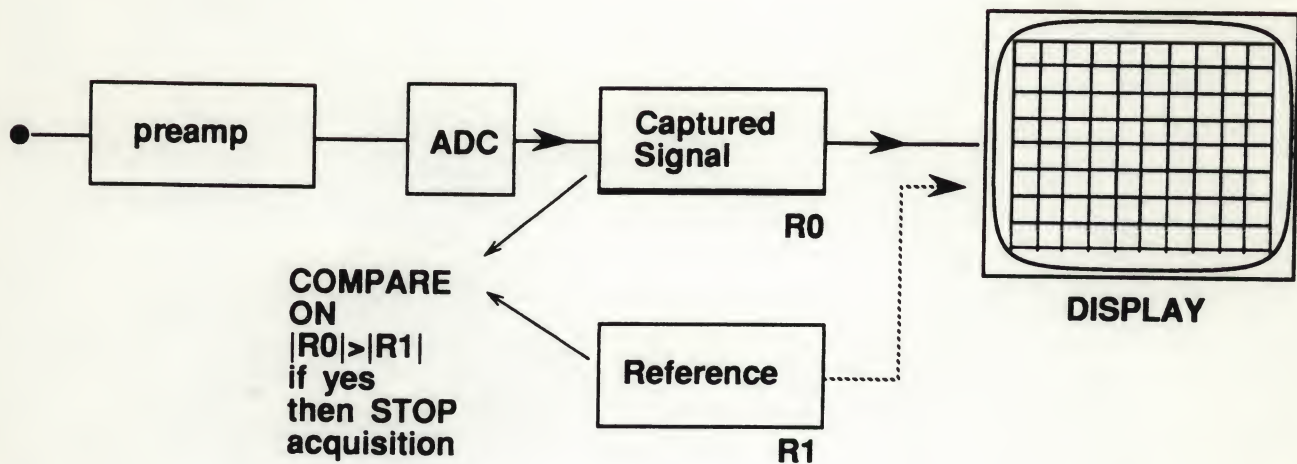 preamp
ADC
Captured
Signal
R0
COMPARE
ON
|R0|>|R1|
if yes
then STOP
acquisition
Reference
R1
DISPLAY